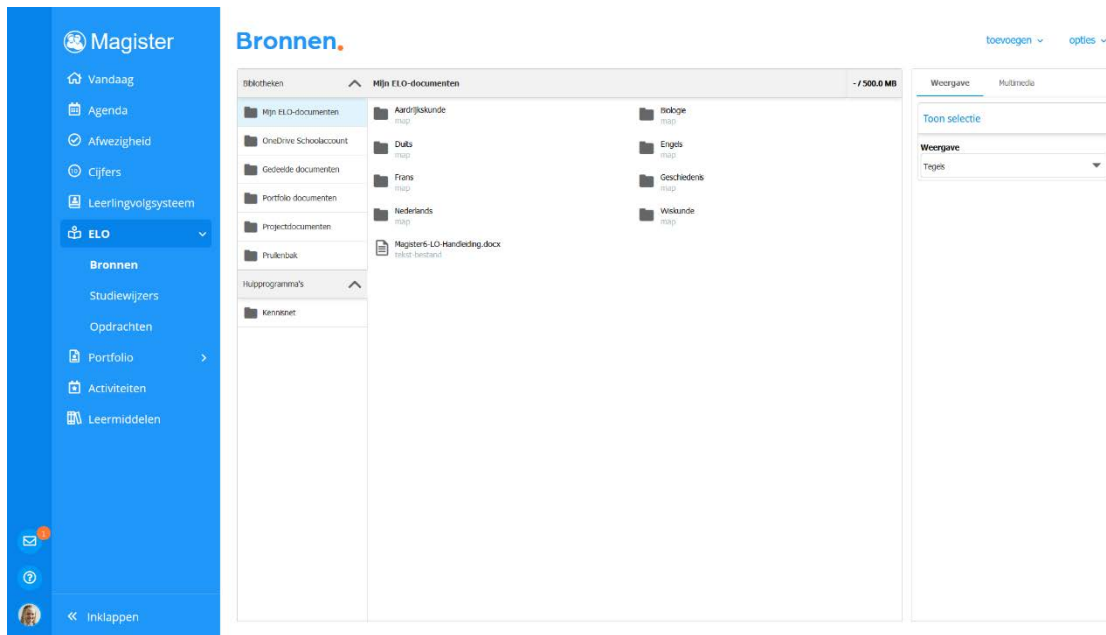 Magister
Vandaag
Agenda
Afwezigheid
Cijfers
Leerlingvolgsysteem
ELO
Bronnen
Studiewijzers
Opdrachten
Portfolio
Activiteiten
Leermiddelen
1
Inklappen
Bronnen.
toevoegen
opties
Bibliotheken
Mijn ELO-documenten
OneDrive Schoolaccount
Gedeelde documenten
Portfolio documenten
Projectdocumenten
Prullenbak
Hulpprogramma's
Kennisnet
Mijn ELO-documenten
- / 500.0 MB
Aardrijkskunde
map
Biologie
map
Duits
map
Engels
map
Frans
map
Geschiedenis
map
Nederlands
map
Wiskunde
map
Magister6-LO-Handleiding.docx
tekst-bestand
Weergave
Multimedia
Toon selectie
Weergave
Tegels